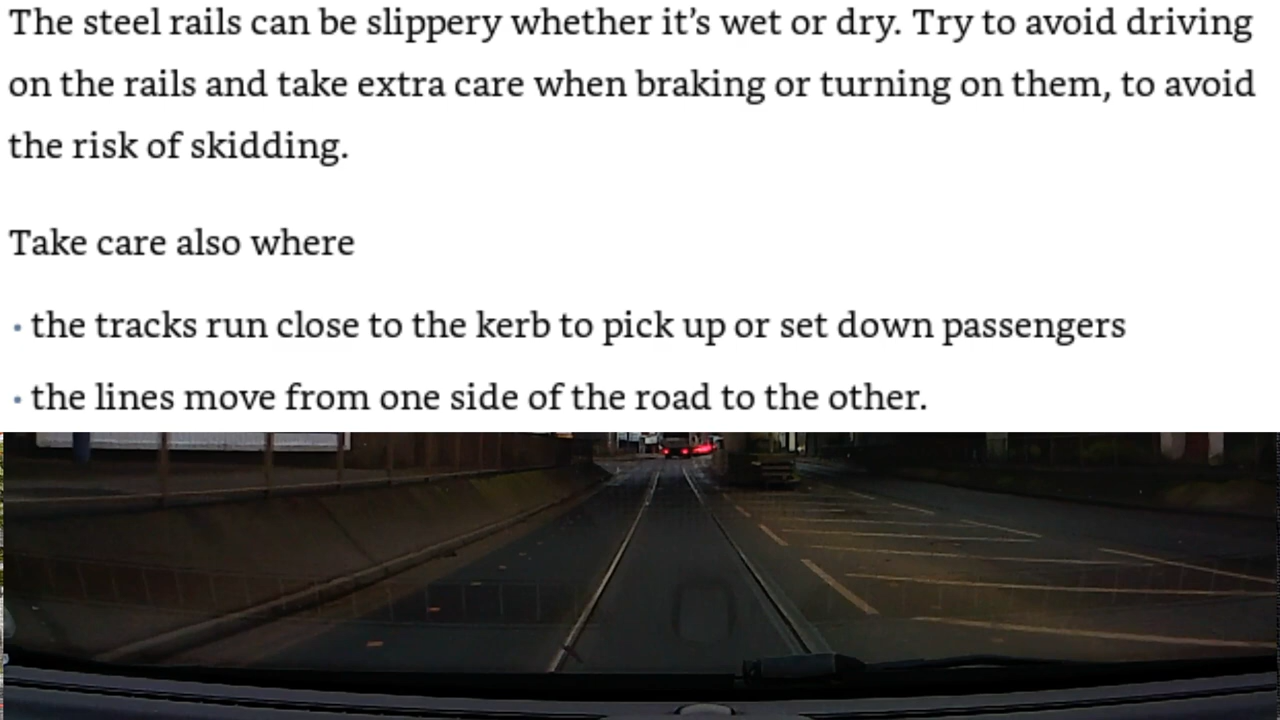 The steel rails can be slippery whether it’s wet or dry. Try to avoid driving
on the rails and take extra care when braking or turning on them, to avoid
the risk of skidding.
Take care also where
• the tracks run close to the kerb to pick up or set down passengers
• the lines move from one side of the road to the other.